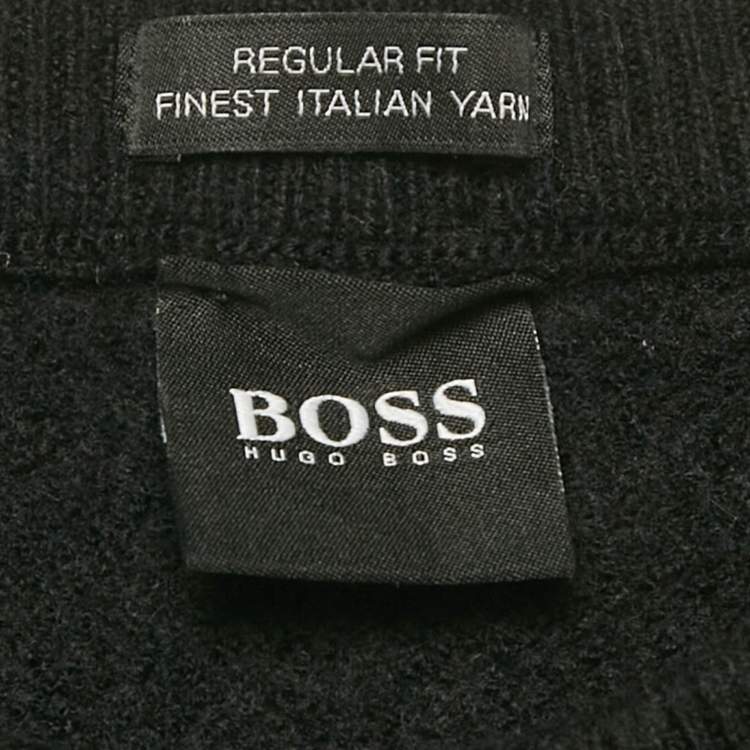 REGULAR FIT
FINEST ITALIAN YARN
BOSS
HUGO BOSS